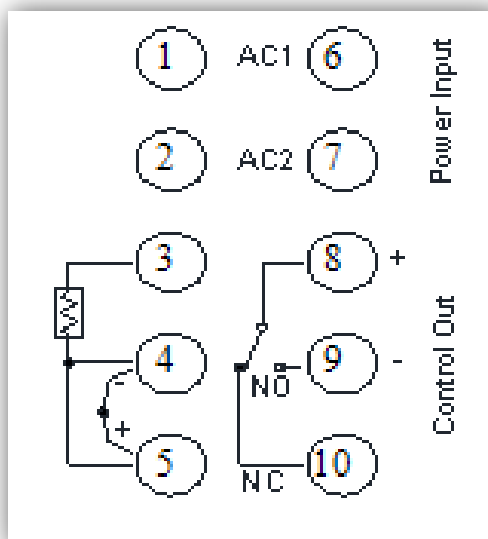 1 AC1 6
2 AC2 7
Power Input
3 8 +
4 - NO 9 -
+
5 NC 10
Control Out